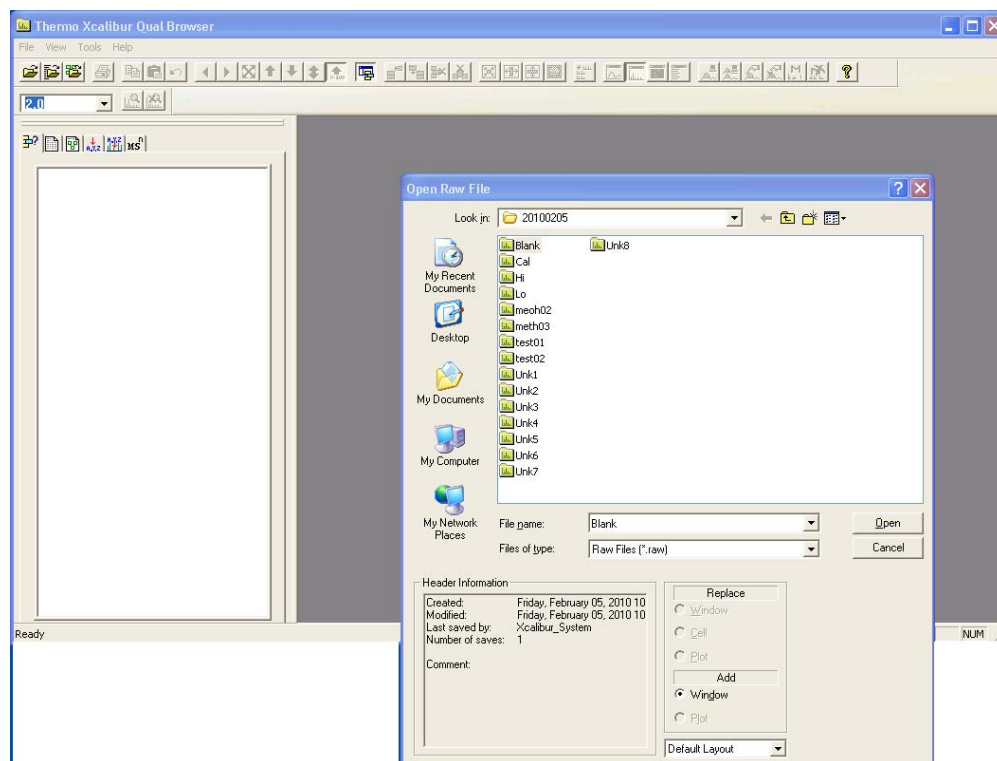 Thermo Xcalibur Qual Browser
File View Tools Help
2.0
MSⁿ
Open Raw File
Look in: 20100205
My Recent Documents
Desktop
My Documents
My Computer
My Network Places
Blank
Cal
Hi
Lo
meoh02
meth03
test01
test02
Unk1
Unk2
Unk3
Unk4
Unk5
Unk6
Unk7
Unk8
File name: Blank Open
Files of type: Raw Files (*.raw) Cancel
Header Information
Created: Friday, February 05, 2010 10
Modified: Friday, February 05, 2010 10
Last saved by: Xcalibur_System
Number of saves: 1
Comment:
Replace
Window
Cell
Plot
Add
Window
Plot
Default Layout
Ready NUM